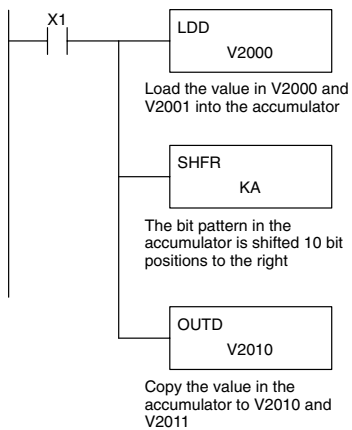 X1
LDD
V2000
Load the value in V2000 and
V2001 into the accumulator
SHFR
KA
The bit pattern in the
accumulator is shifted 10 bit
positions to the right
OUTD
V2010
Copy the value in the
accumulator to V2010 and
V2011